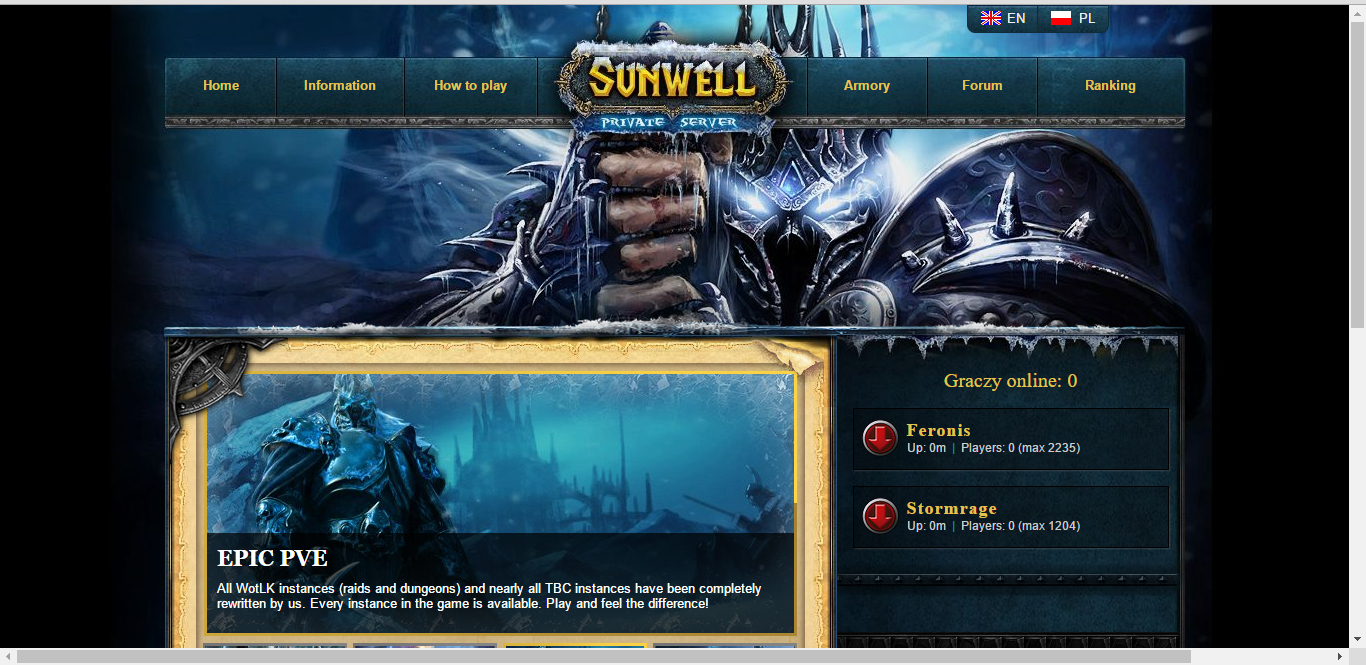 EN PL
Home Information How to play SUNWELL Armory Forum Ranking
PRIVATE SERVER
Graczy online: 0
Feronis
Up: 0m | Players: 0 (max 2235)
Stormrage
Up: 0m | Players: 0 (max 1204)
EPIC PVE
All WotLK instances (raids and dungeons) and nearly all TBC instances have been completely
rewritten by us. Every instance in the game is available. Play and feel the difference!